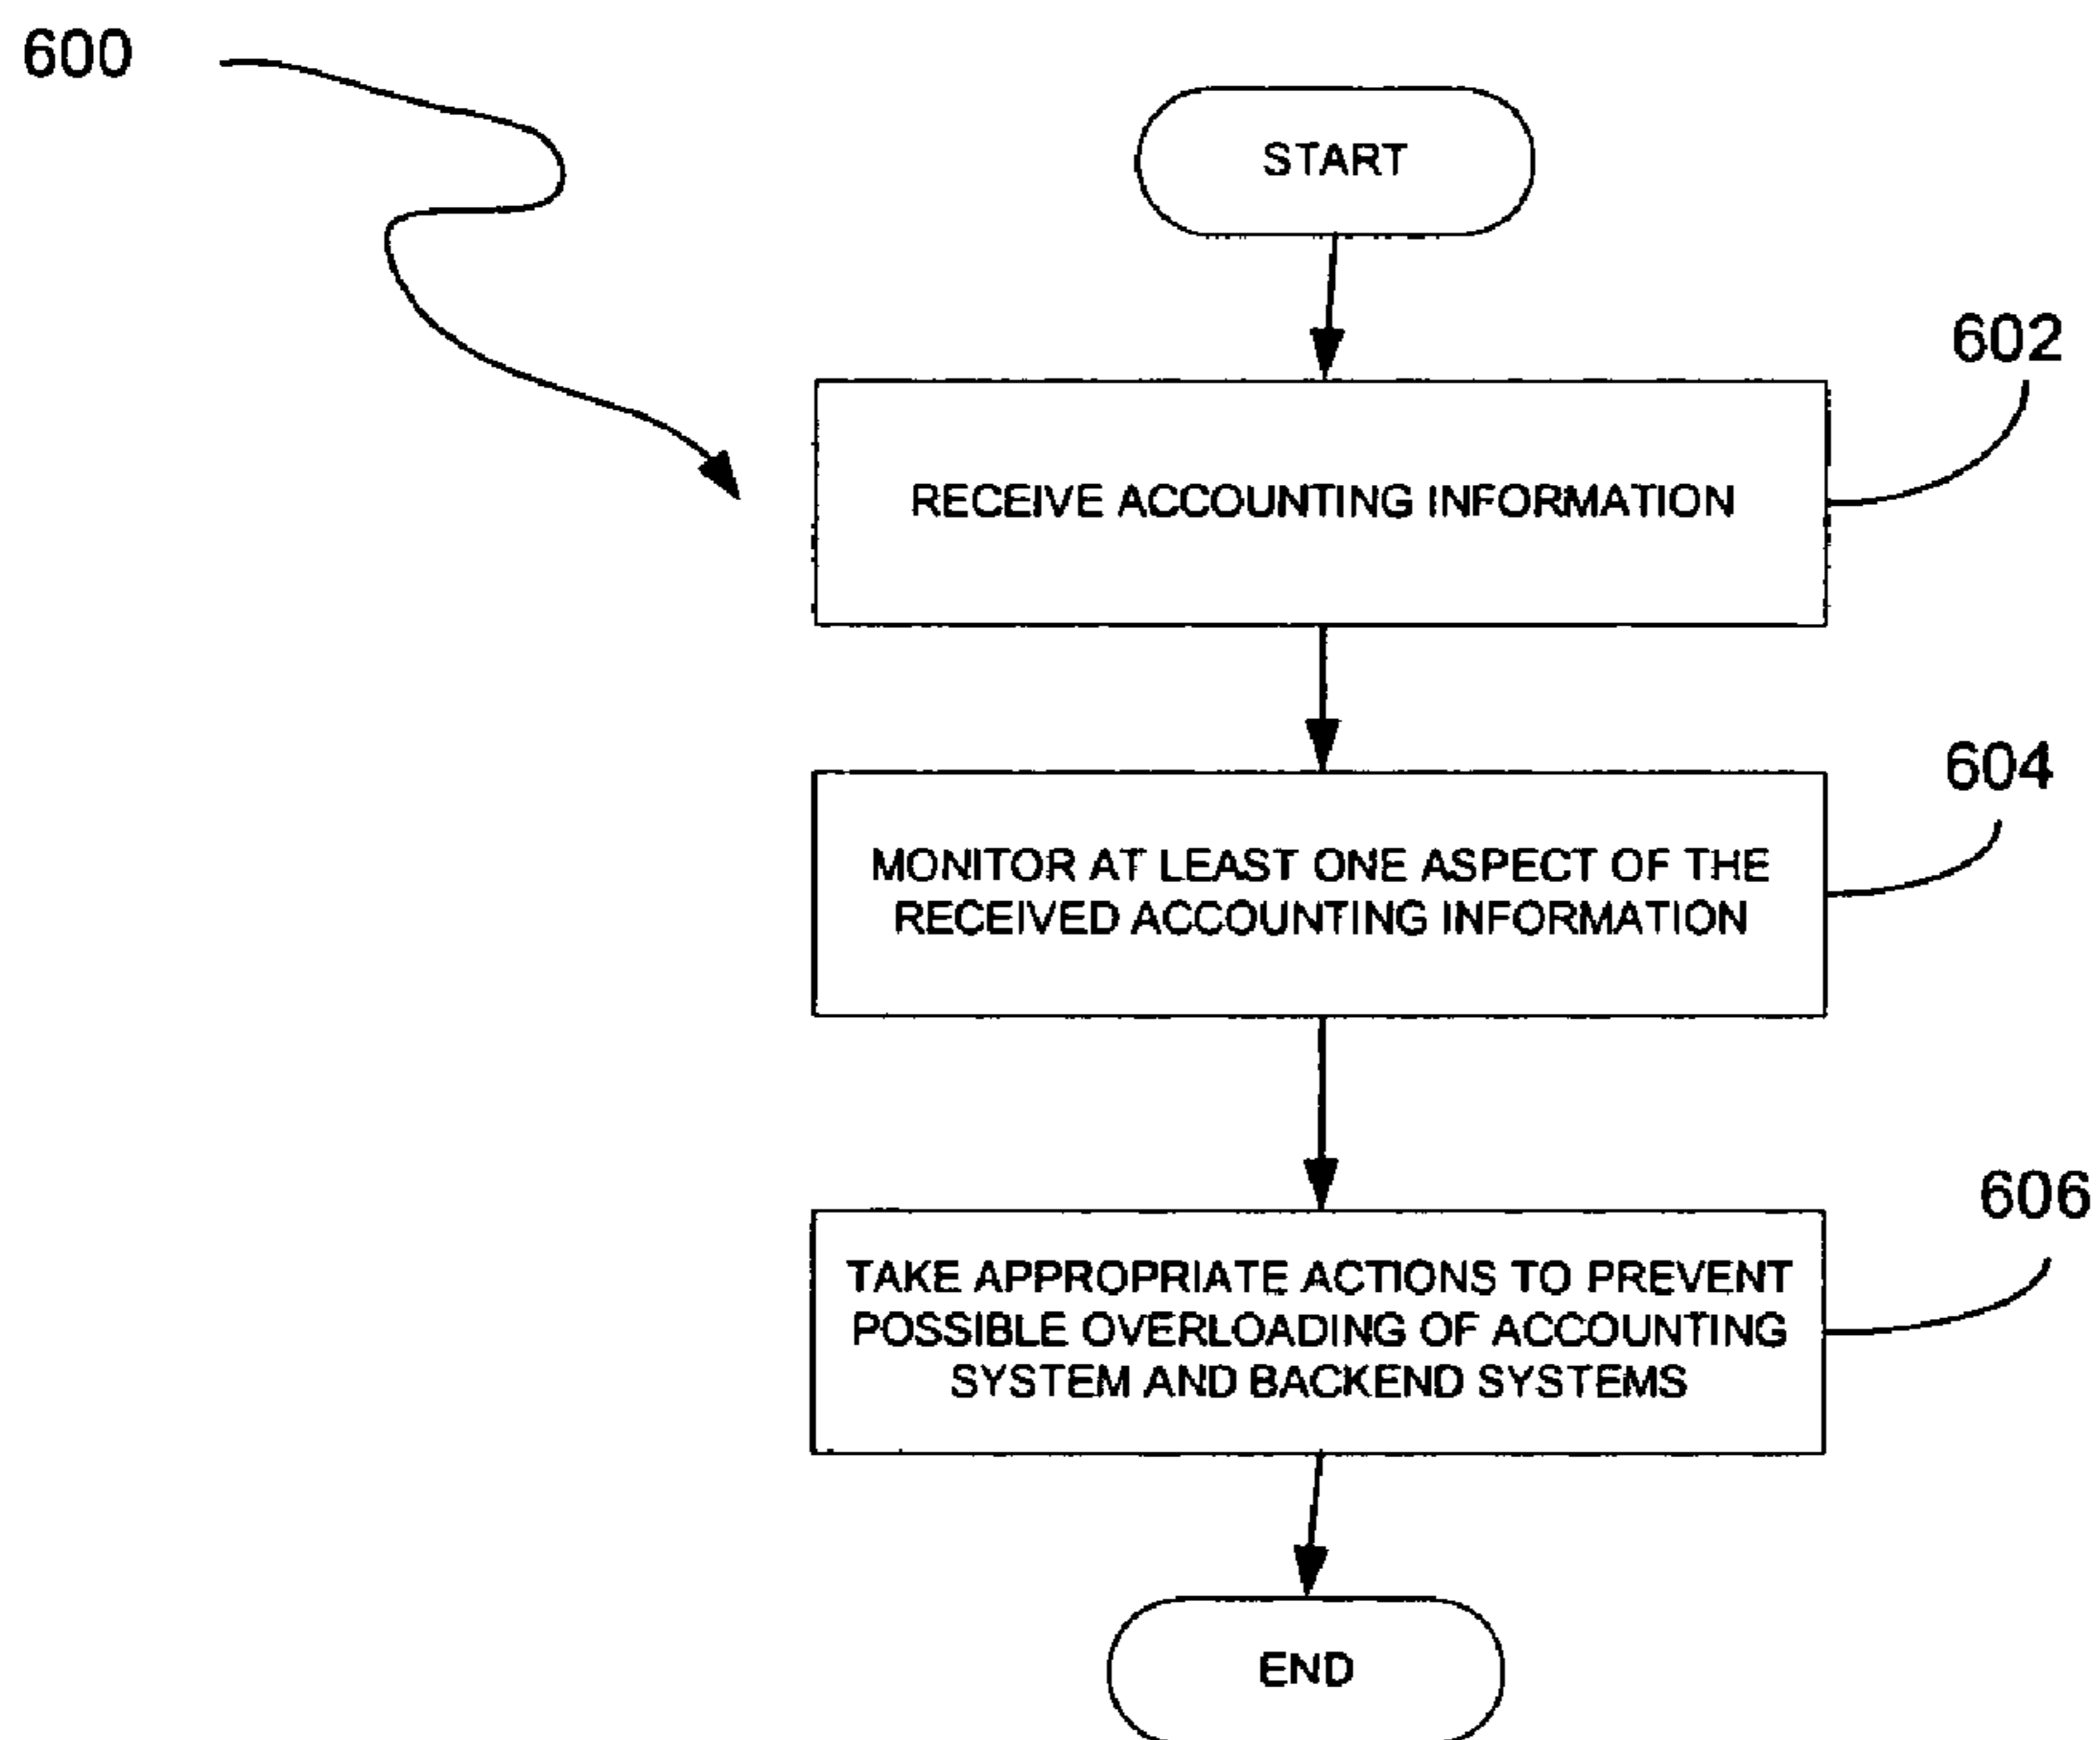 600
START
602
RECEIVE ACCOUNTING INFORMATION
604
MONITOR AT LEAST ONE ASPECT OF THE
RECEIVED ACCOUNTING INFORMATION
606
TAKE APPROPRIATE ACTIONS TO PREVENT
POSSIBLE OVERLOADING OF ACCOUNTING
SYSTEM AND BACKEND SYSTEMS
END